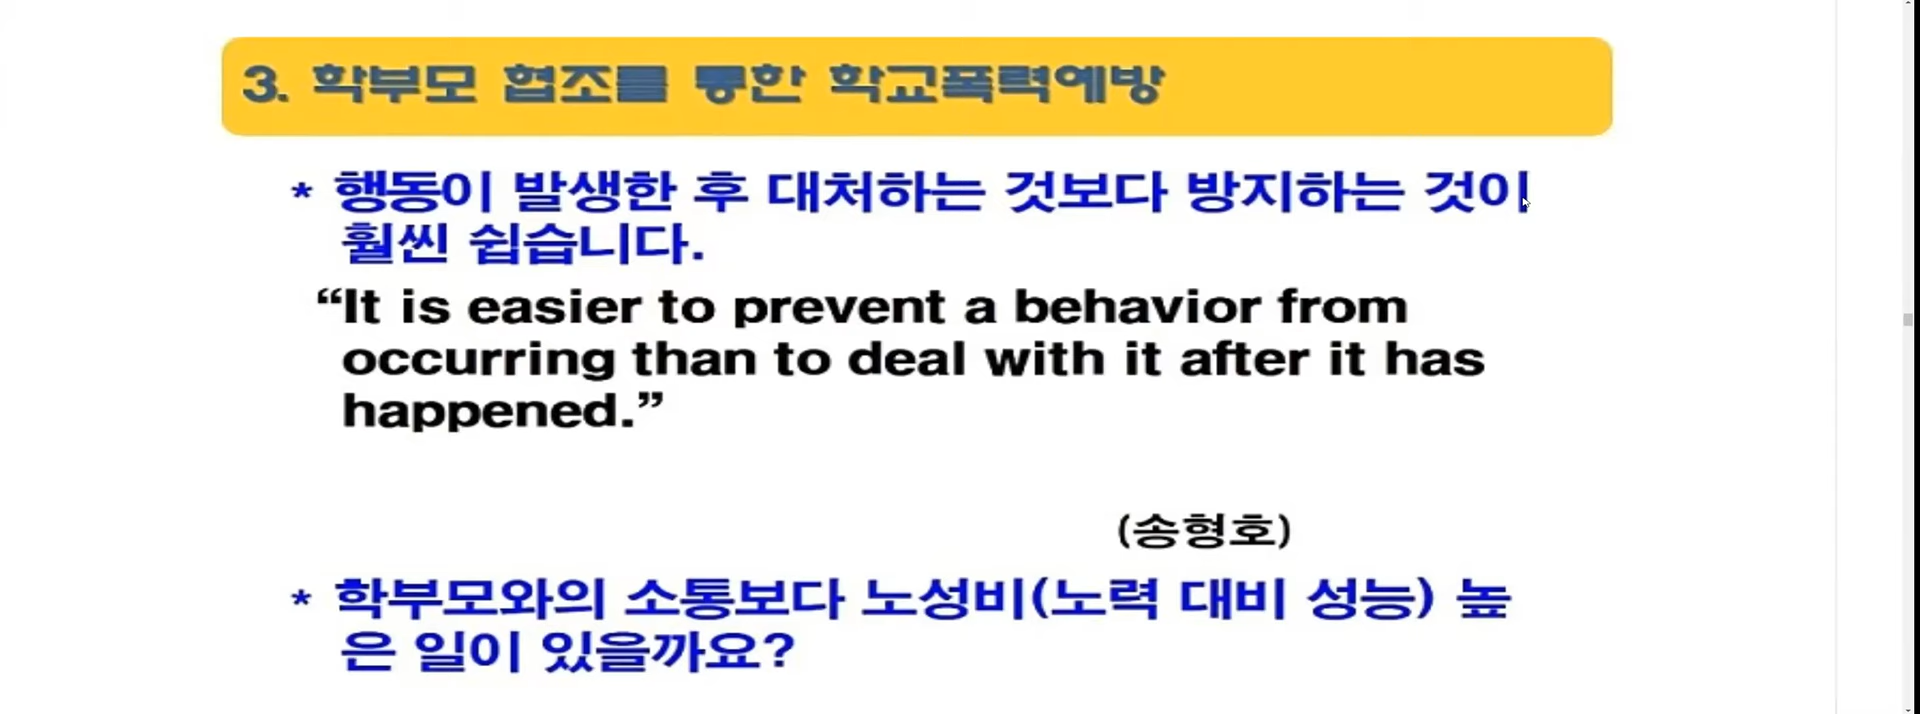 3. 학부모 협조를 통한 학교폭력예방
* 행동이 발생한 후 대처하는 것보다 방지하는 것이
훨씬 쉽습니다.
“It is easier to prevent a behavior from
occurring than to deal with it after it has
happened.”
(송형호)
* 학부모와의 소통보다 노성비(노력 대비 성능) 높
은 일이 있을까요?